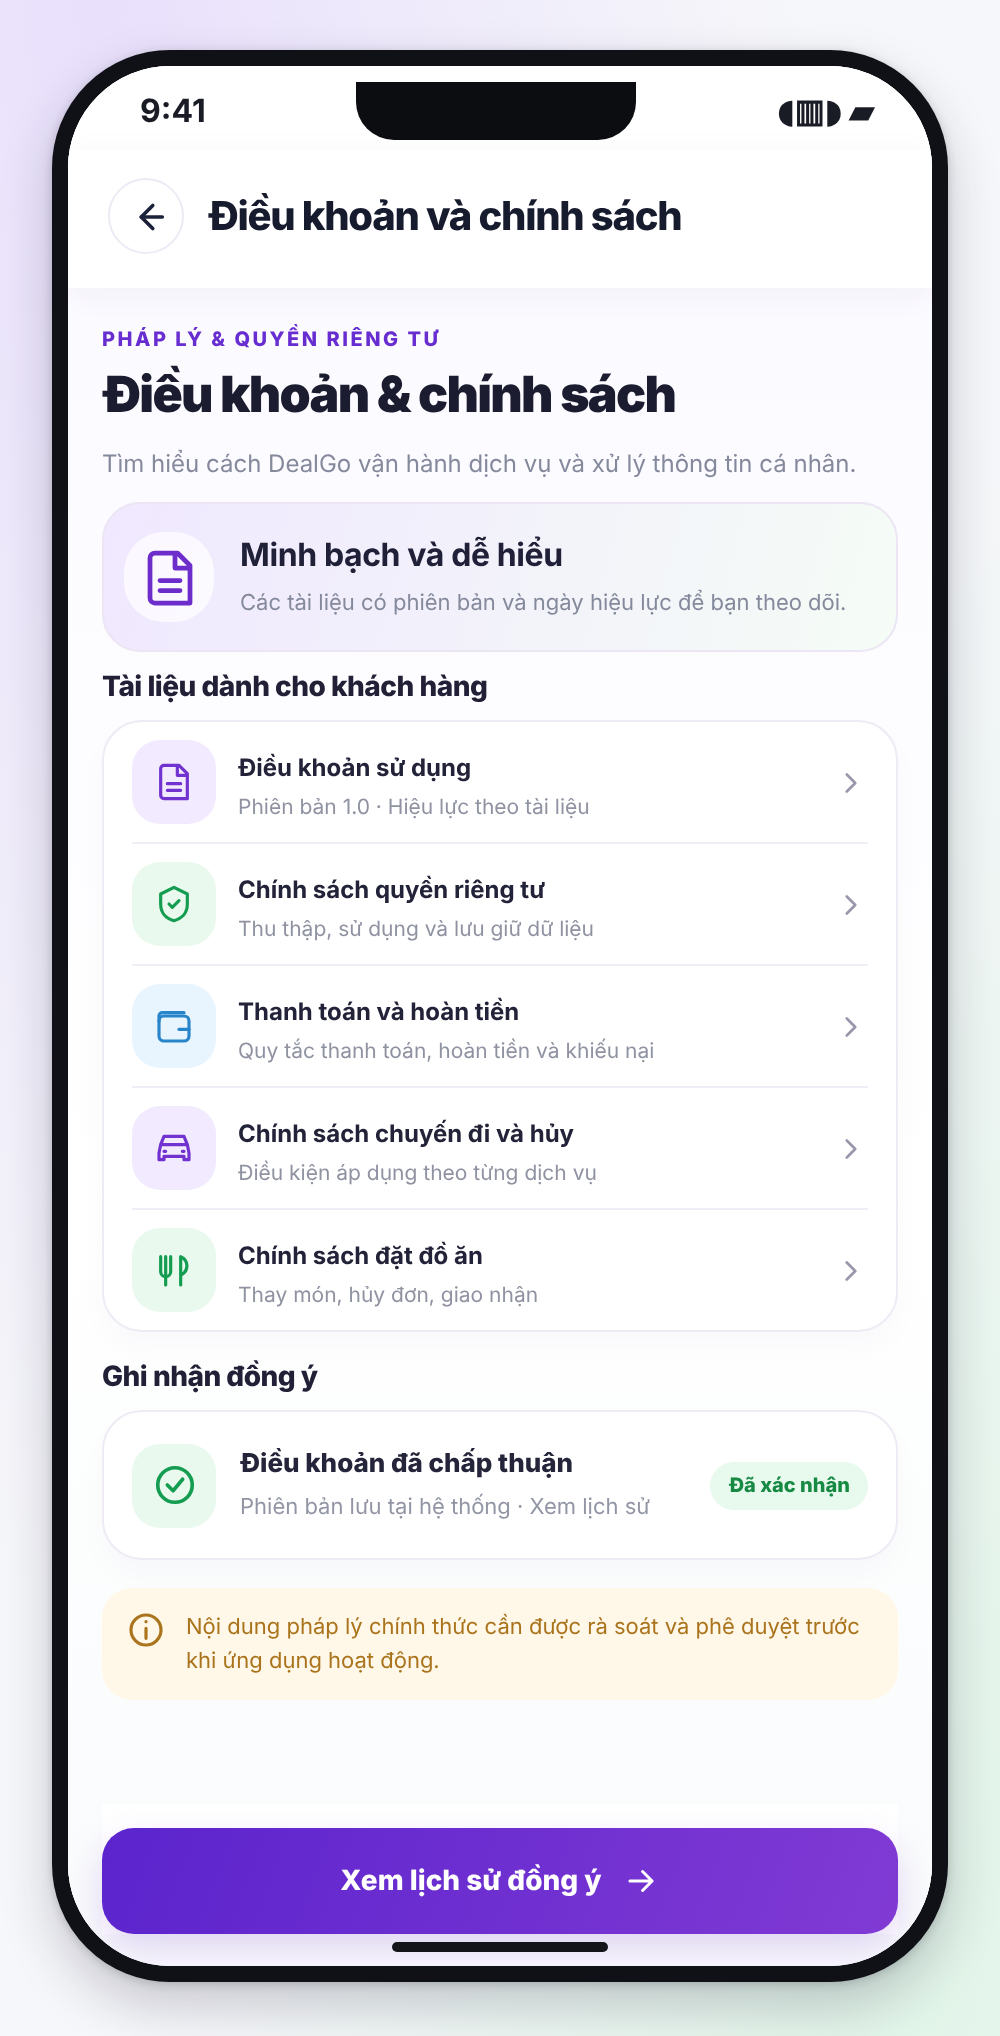 9:41
Điều khoản và chính sách
PHÁP LÝ & QUYỀN RIÊNG TƯ
Điều khoản & chính sách
Tìm hiểu cách DealGo vận hành dịch vụ và xử lý thông tin cá nhân.
Minh bạch và dễ hiểu
Các tài liệu có phiên bản và ngày hiệu lực để bạn theo dõi.
Tài liệu dành cho khách hàng
Điều khoản sử dụng
Phiên bản 1.0 · Hiệu lực theo tài liệu
Chính sách quyền riêng tư
Thu thập, sử dụng và lưu giữ dữ liệu
Thanh toán và hoàn tiền
Quy tắc thanh toán, hoàn tiền và khiếu nại
Chính sách chuyến đi và hủy
Điều kiện áp dụng theo từng dịch vụ
Chính sách đặt đồ ăn
Thay món, hủy đơn, giao nhận
Ghi nhận đồng ý
Điều khoản đã chấp thuận
Phiên bản lưu tại hệ thống · Xem lịch sử
Đã xác nhận
Nội dung pháp lý chính thức cần được rà soát và phê duyệt trước
khi ứng dụng hoạt động.
Xem lịch sử đồng ý →